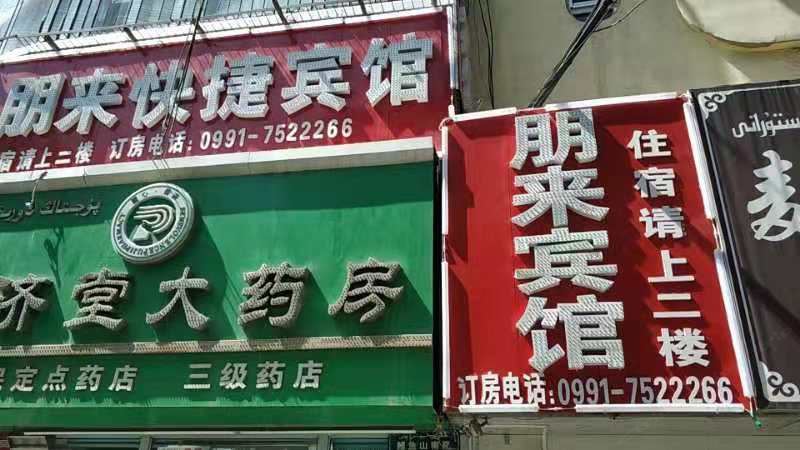 朋来快捷宾馆
宿请上二楼 订房电话:0991-7522266
济堂大药房
定点药店 三级药店
朋来宾馆
住宿请上二楼
订房电话:0991-7522266